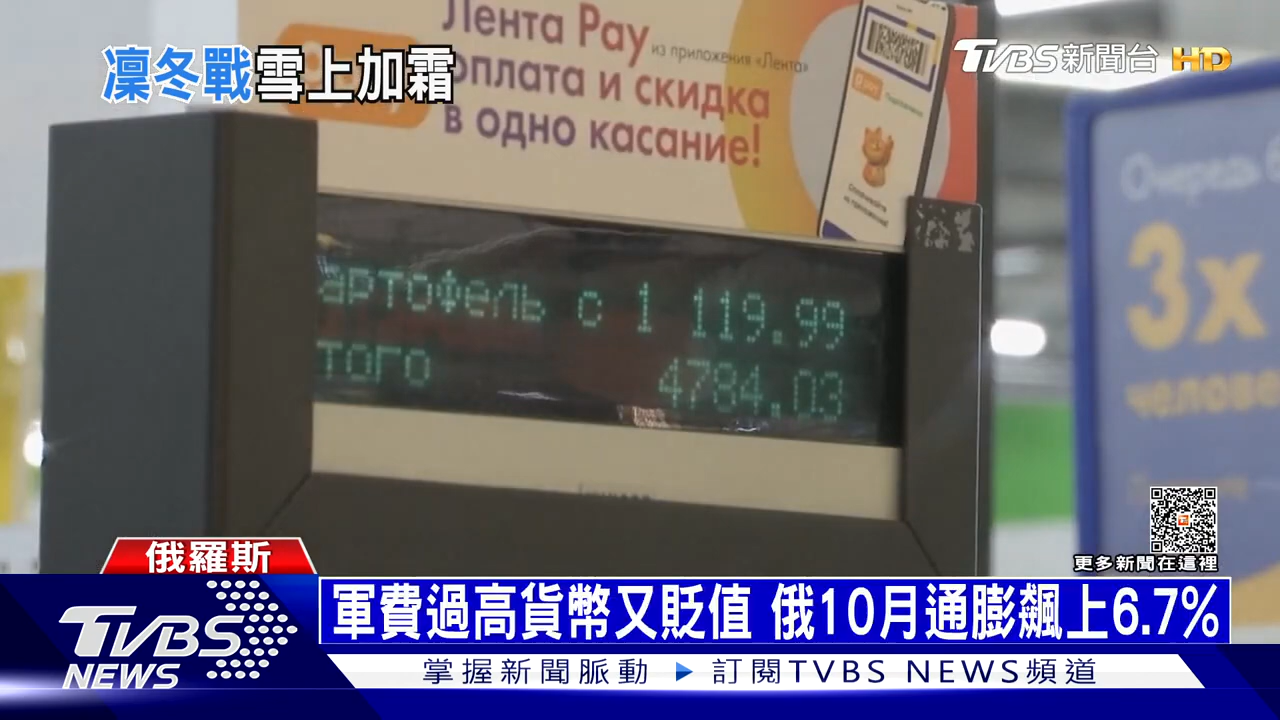 凜冬戰雪上加霜
TVBS新聞台 HD
Лента Pay из приложения «Лента»
оплата и скидка
в одно касание!
Очередь
3х
челове
артофель с 1 119.99
того 4784.03
更多新聞在這裡
俄羅斯
軍費過高貨幣又貶值 俄10月通膨飆上6.7%
TVBS
NEWS
掌握新聞脈動 ▶ 訂閱TVBS NEWS頻道